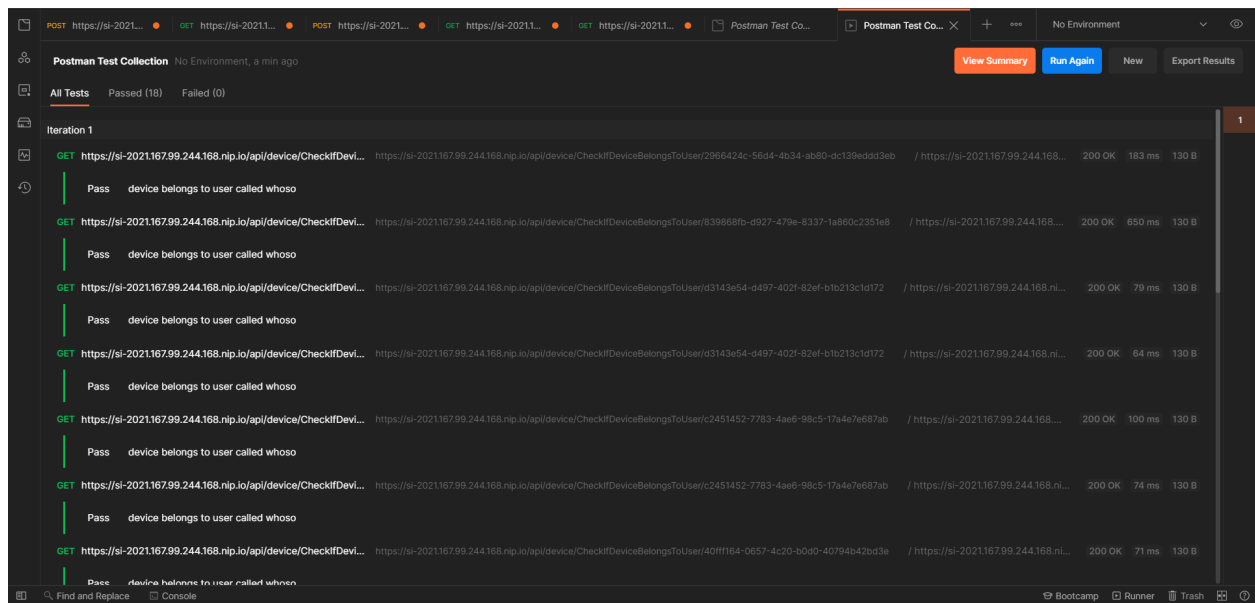 POST https://si-2021.... GET https://si-2021.1... POST https://si-2021.... GET https://si-2021.1... GET https://si-2021.1... Postman Test Co... Postman Test Co... No Environment
Postman Test Collection No Environment, a min ago View Summary Run Again New Export Results
All Tests Passed (18) Failed (0)
Iteration 1 1
GET https://si-2021.167.99.244.168.nip.io/api/device/CheckIfDevi... https://si-2021.167.99.244.168.nip.io/api/device/CheckIfDeviceBelongsToUser/2966424c-56d4-4b34-ab80-dc139eddd3eb / https://si-2021.167.99.244.168... 200 OK 183 ms 130 B
Pass device belongs to user called whoso
GET https://si-2021.167.99.244.168.nip.io/api/device/CheckIfDevi... https://si-2021.167.99.244.168.nip.io/api/device/CheckIfDeviceBelongsToUser/839868fb-d927-479e-8337-1a860c2351e8 / https://si-2021.167.99.244.168.... 200 OK 650 ms 130 B
Pass device belongs to user called whoso
GET https://si-2021.167.99.244.168.nip.io/api/device/CheckIfDevi... https://si-2021.167.99.244.168.nip.io/api/device/CheckIfDeviceBelongsToUser/d3143e54-d497-402f-82ef-b1b213c1d172 / https://si-2021.167.99.244.168.ni... 200 OK 79 ms 130 B
Pass device belongs to user called whoso
GET https://si-2021.167.99.244.168.nip.io/api/device/CheckIfDevi... https://si-2021.167.99.244.168.nip.io/api/device/CheckIfDeviceBelongsToUser/d3143e54-d497-402f-82ef-b1b213c1d172 / https://si-2021.167.99.244.168.ni... 200 OK 64 ms 130 B
Pass device belongs to user called whoso
GET https://si-2021.167.99.244.168.nip.io/api/device/CheckIfDevi... https://si-2021.167.99.244.168.nip.io/api/device/CheckIfDeviceBelongsToUser/c2451452-7783-4ae6-98c5-17a4e7e687ab / https://si-2021.167.99.244.168.... 200 OK 100 ms 130 B
Pass device belongs to user called whoso
GET https://si-2021.167.99.244.168.nip.io/api/device/CheckIfDevi... https://si-2021.167.99.244.168.nip.io/api/device/CheckIfDeviceBelongsToUser/c2451452-7783-4ae6-98c5-17a4e7e687ab / https://si-2021.167.99.244.168.ni... 200 OK 74 ms 130 B
Pass device belongs to user called whoso
GET https://si-2021.167.99.244.168.nip.io/api/device/CheckIfDevi... https://si-2021.167.99.244.168.nip.io/api/device/CheckIfDeviceBelongsToUser/40fff164-0657-4c20-b0d0-40794b42bd3e / https://si-2021.167.99.244.168.ni... 200 OK 71 ms 130 B
Pass device belongs to user called whoso
Find and Replace Console Bootcamp Runner Trash